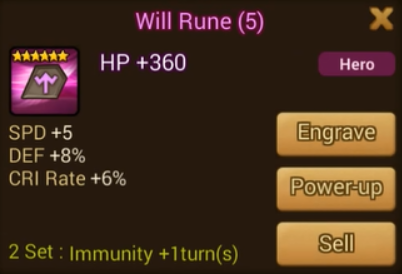 Will Rune (5)
HP +360
Hero
SPD +5
DEF +8%
CRI Rate +6%
Engrave
Power-up
Sell
2 Set : Immunity +1turn(s)